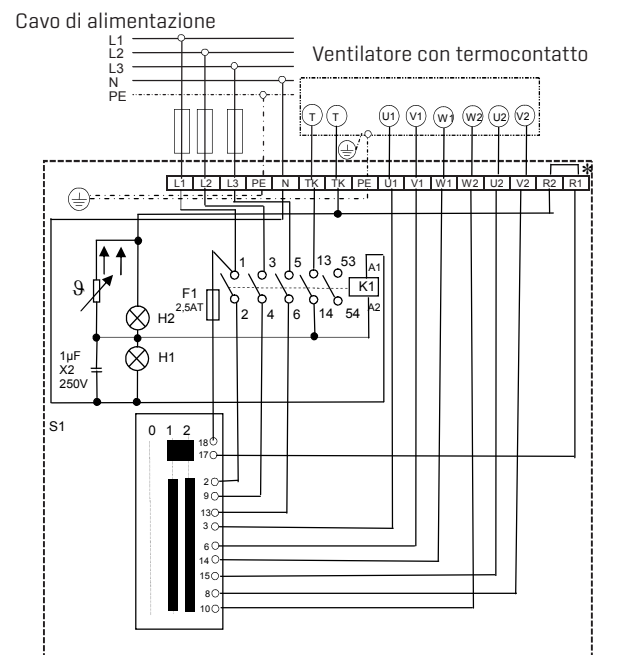 Cavo di alimentazione
L1
L2
L3
N
PE
Ventilatore con termocontatto
T T U1 V1 W1 W2 U2 V2
L1 L2 L3 PE N TK TK PE U1 V1 W1 W2 U2 V2 R2 R1 *
1 3 5 13 53 A1
ϑ
F1
2,5AT
K1
A2
H2
2 4 6 14 54
H1
1µF
X2
250V
S1
0 1 2
18
17
2
9
13
3
6
14
15
8
10